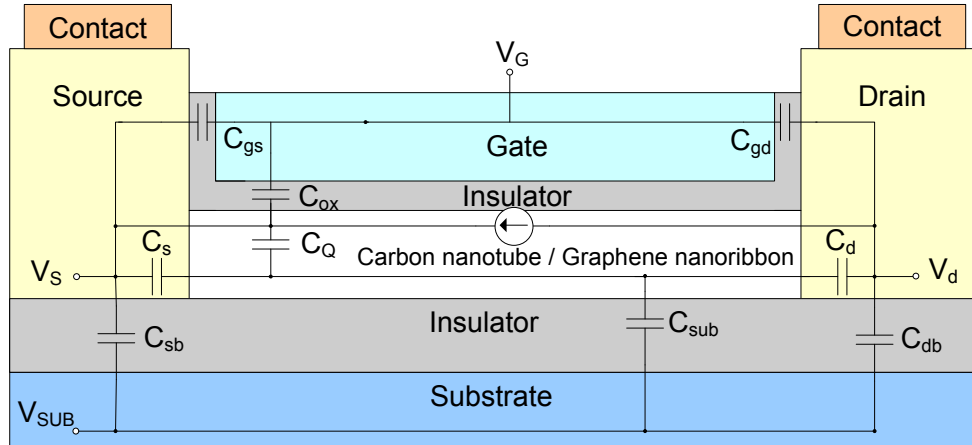 Contact
Contact
V_G
Source
Drain
C_gs
Gate
C_gd
C_ox
Insulator
C_s
C_Q
Carbon nanotube / Graphene nanoribbon
C_d
V_S
V_d
C_sb
Insulator
C_sub
C_db
Substrate
V_SUB